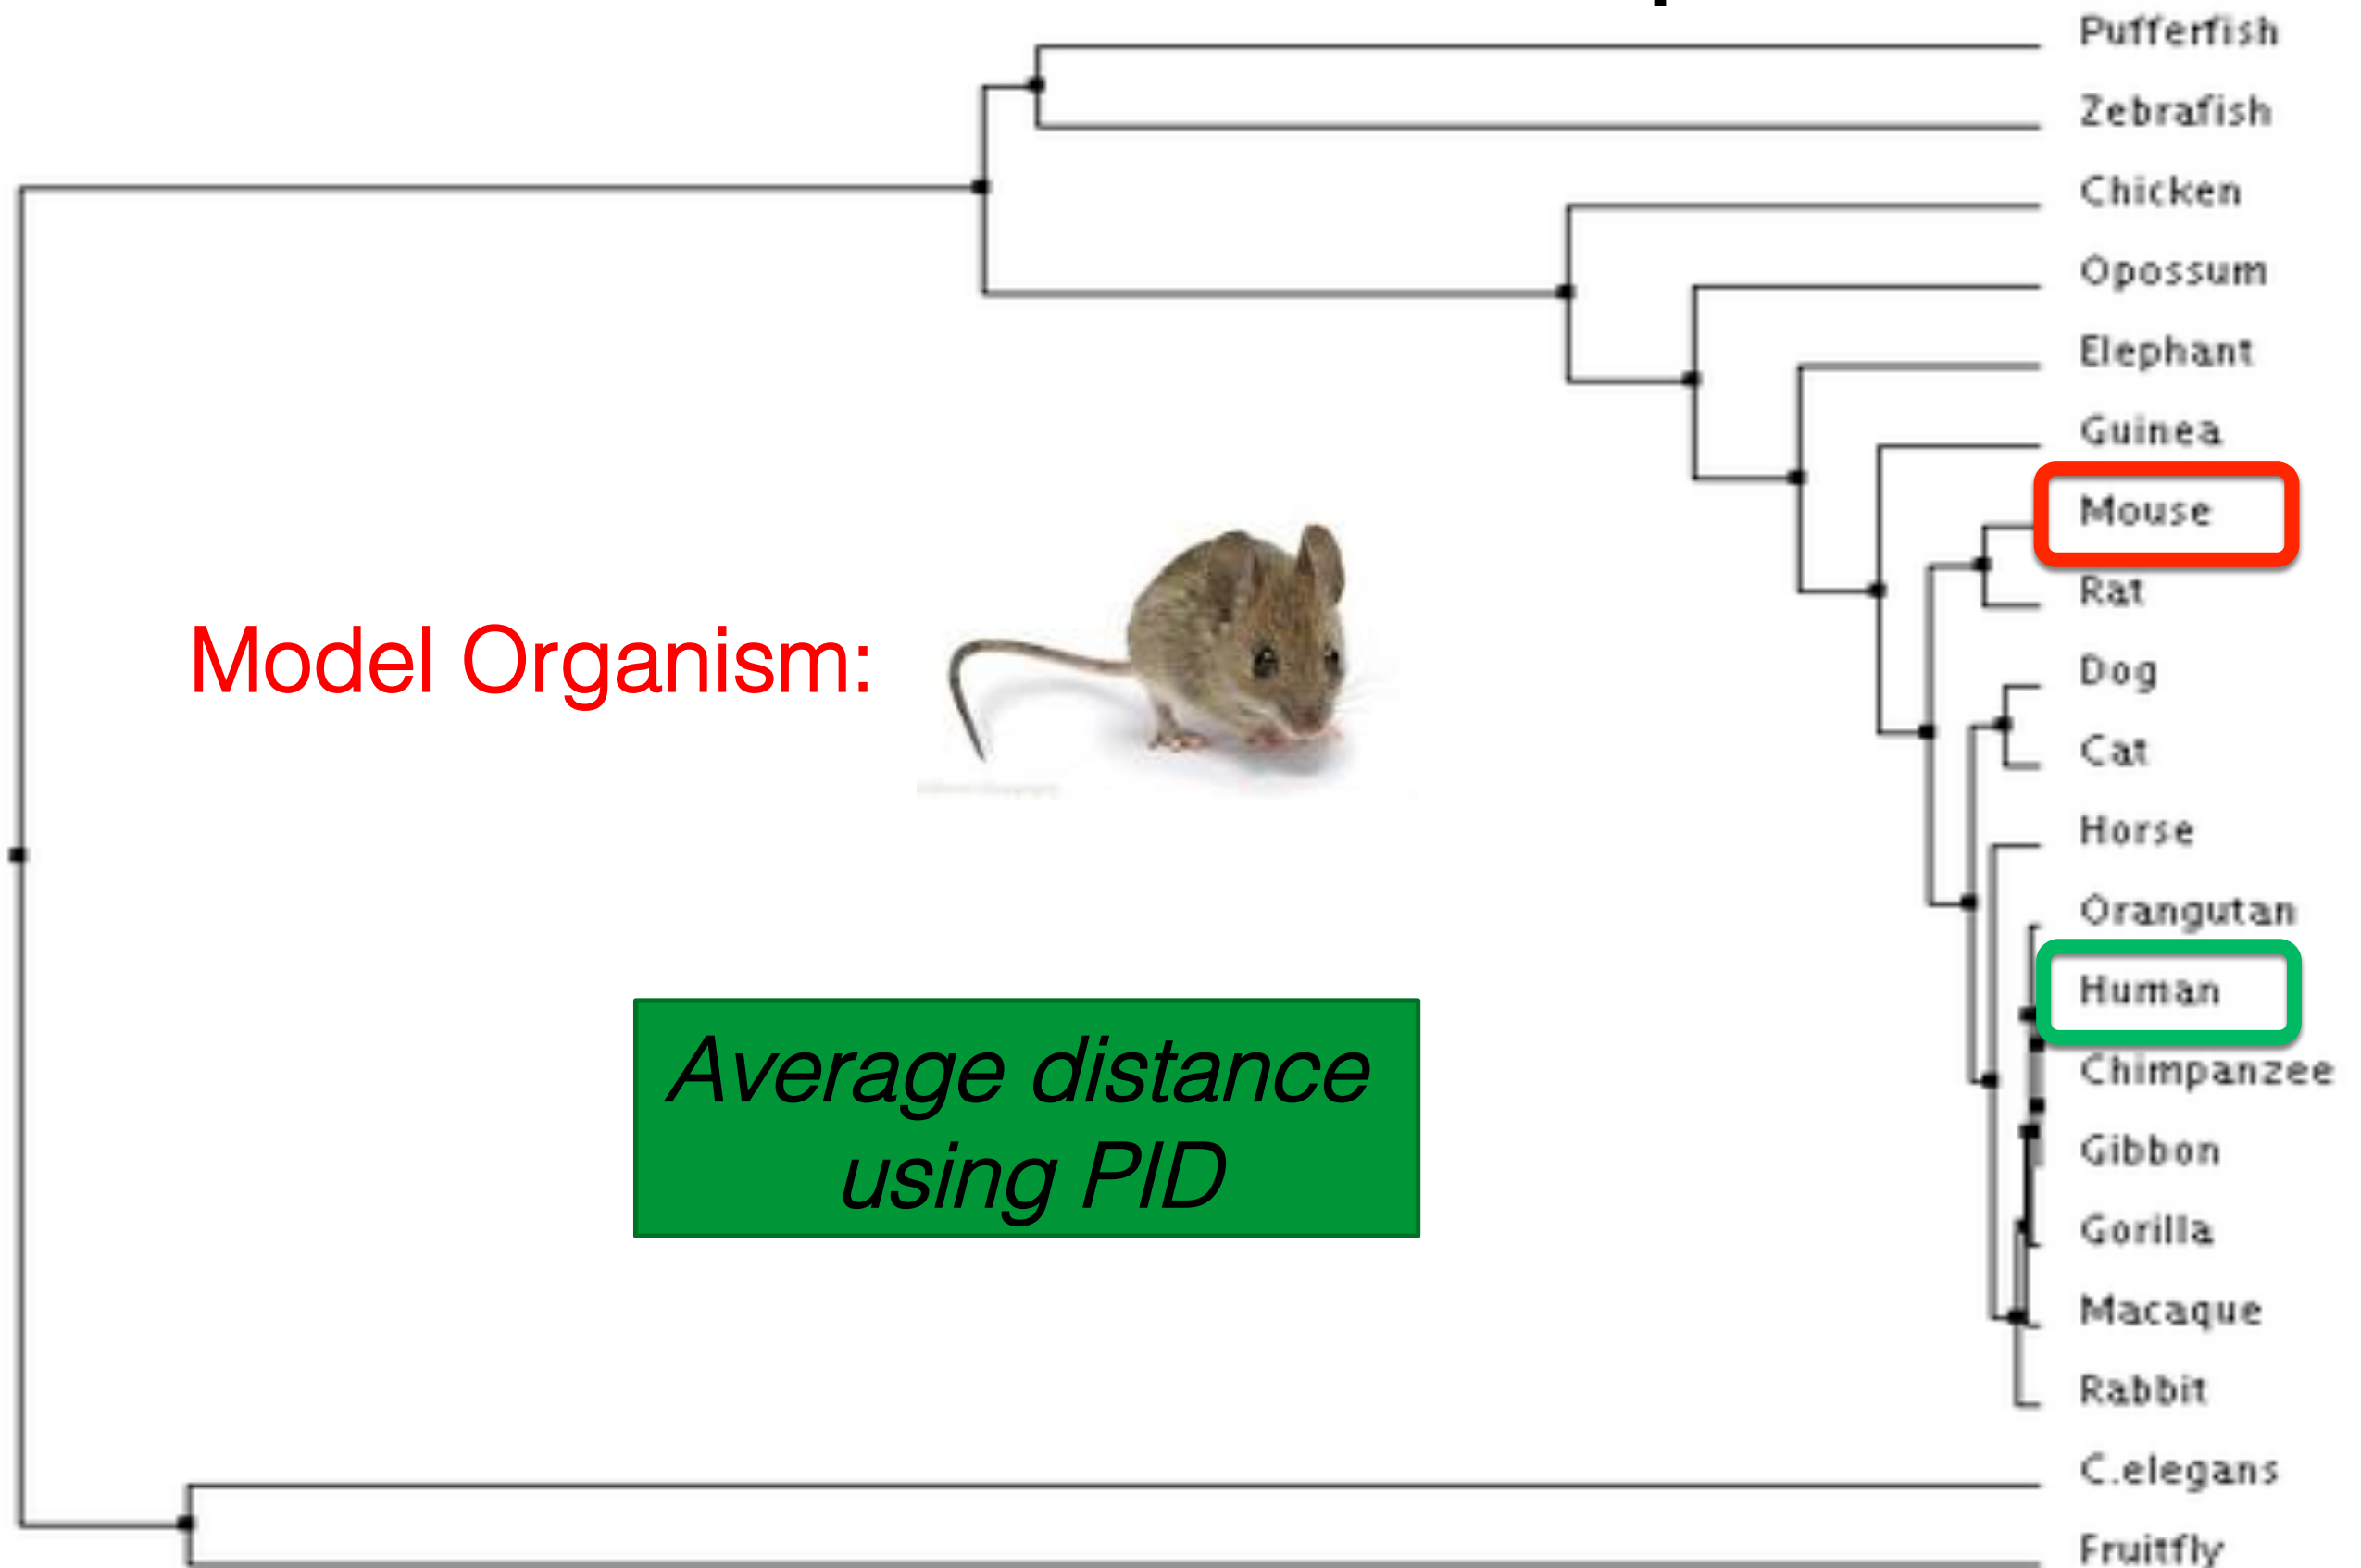 Pufferfish
Zebrafish
Chicken
Opossum
Elephant
Guinea
Mouse
Rat
Model Organism:
Dog
Cat
Horse
Orangutan
Human
Average distance
using PID
Chimpanzee
Gibbon
Gorilla
Macaque
Rabbit
C.elegans
Fruitfly